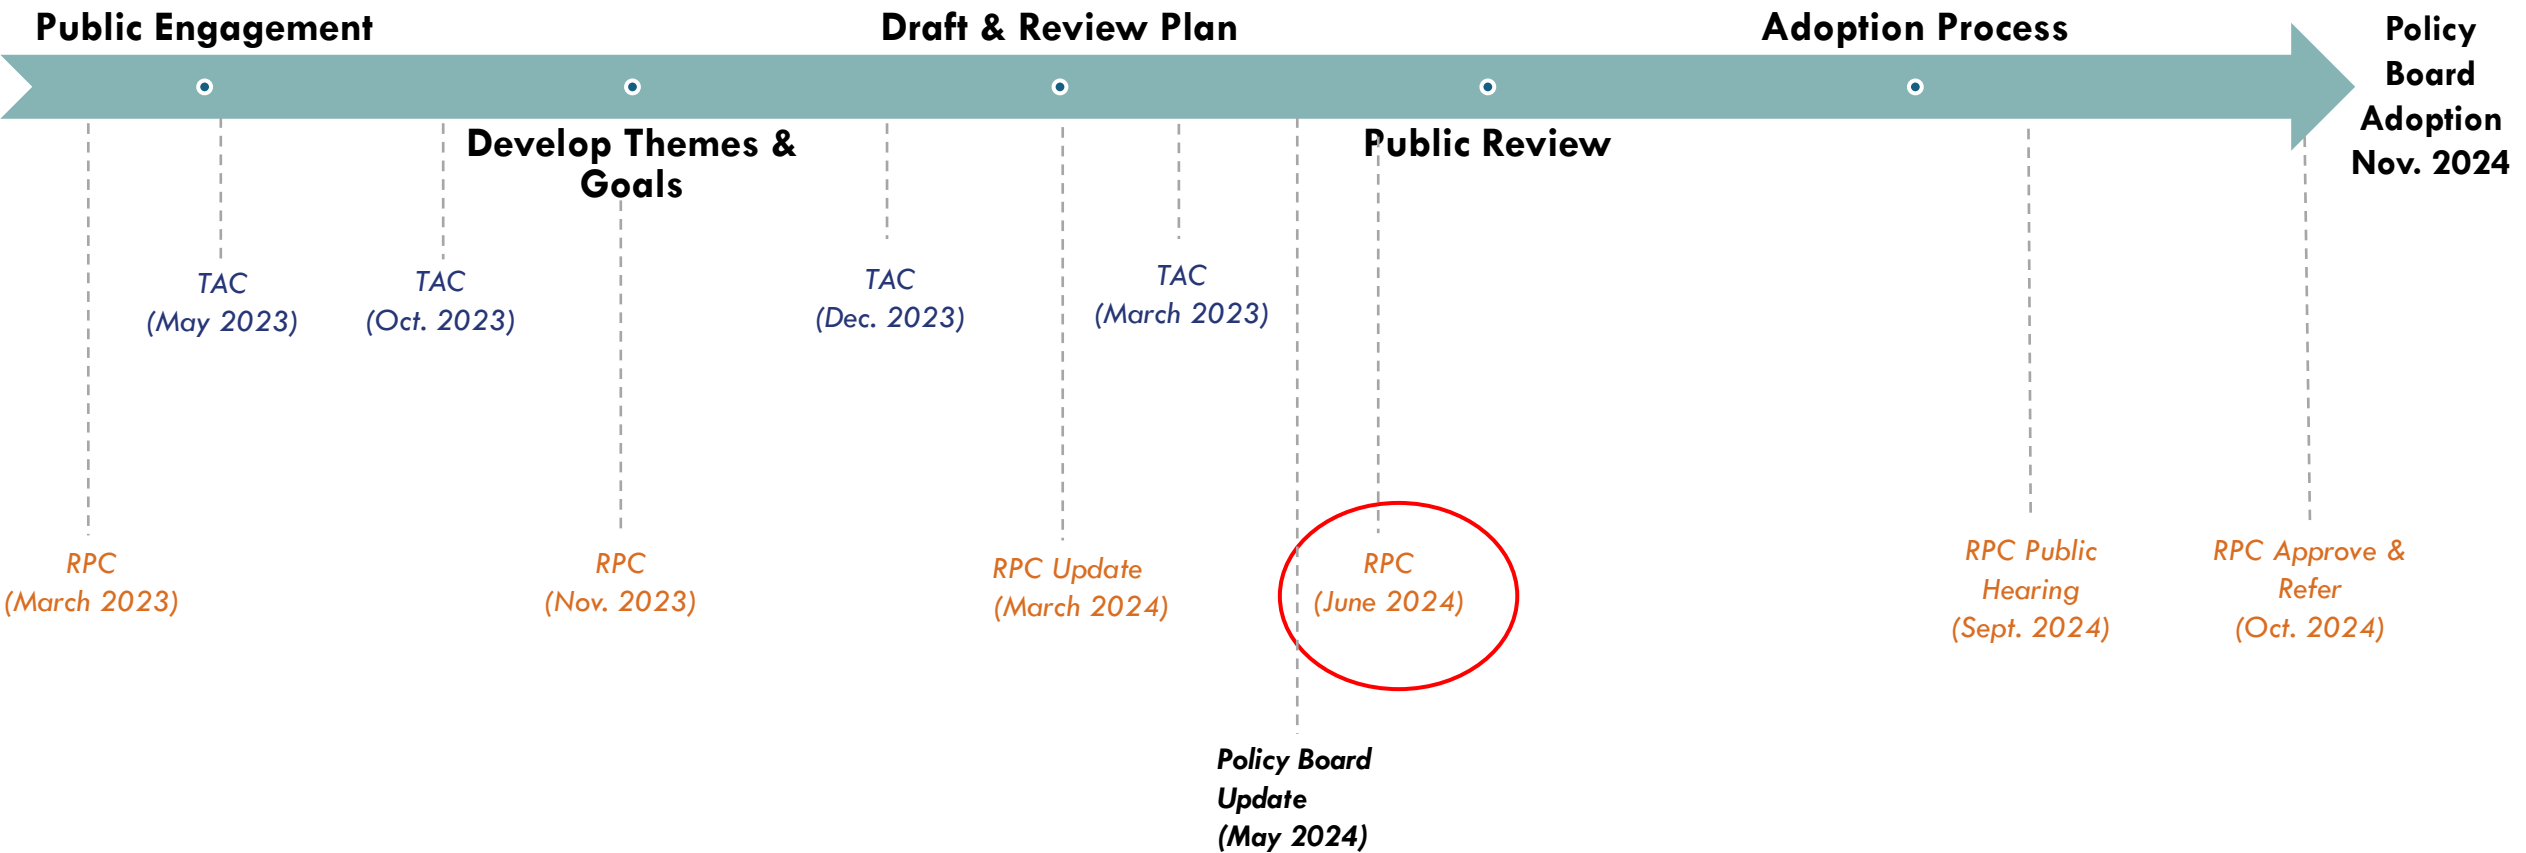 Public Engagement
Draft & Review Plan
Adoption Process
Policy
Board
Adoption
Nov. 2024
Develop Themes &
Goals
Public Review
TAC
(May 2023)
TAC
(Oct. 2023)
TAC
(Dec. 2023)
TAC
(March 2023)
RPC
(March 2023)
RPC
(Nov. 2023)
RPC Update
(March 2024)
RPC
(June 2024)
RPC Public
Hearing
(Sept. 2024)
RPC Approve &
Refer
(Oct. 2024)
Policy Board
Update
(May 2024)